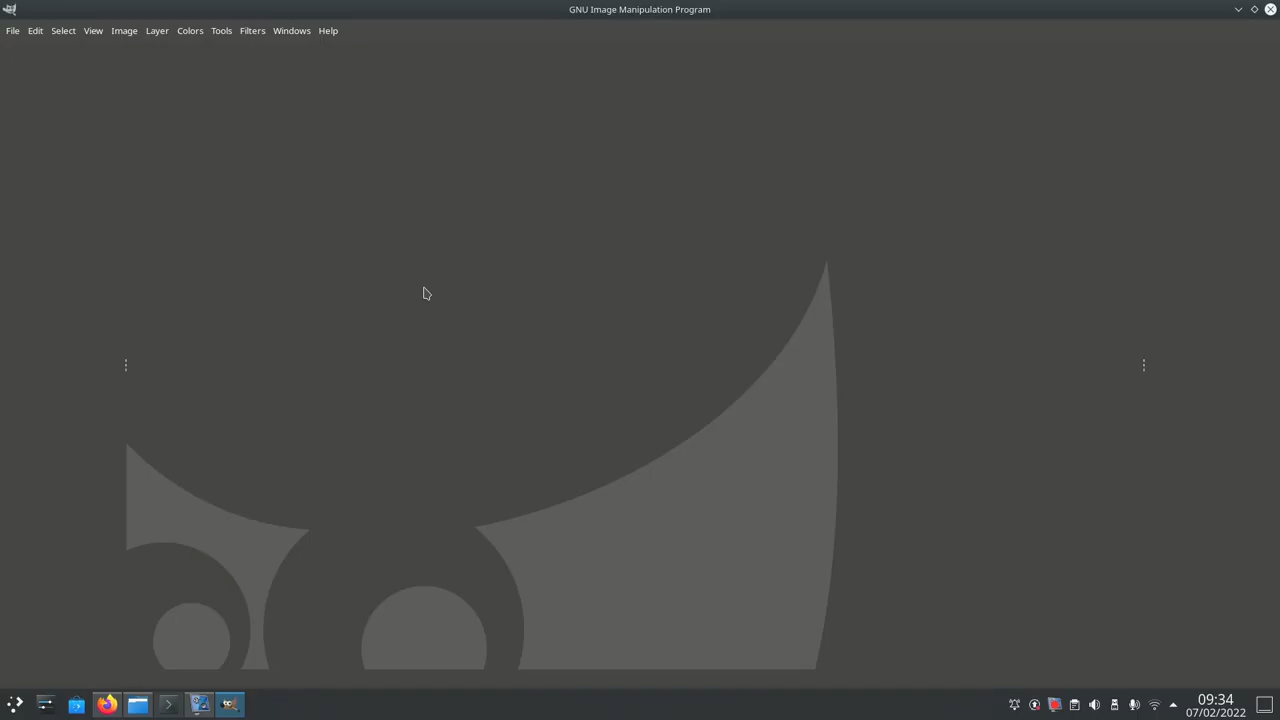 GNU Image Manipulation Program
File Edit Select View Image Layer Colors Tools Filters Windows Help
09:34
07/02/2022